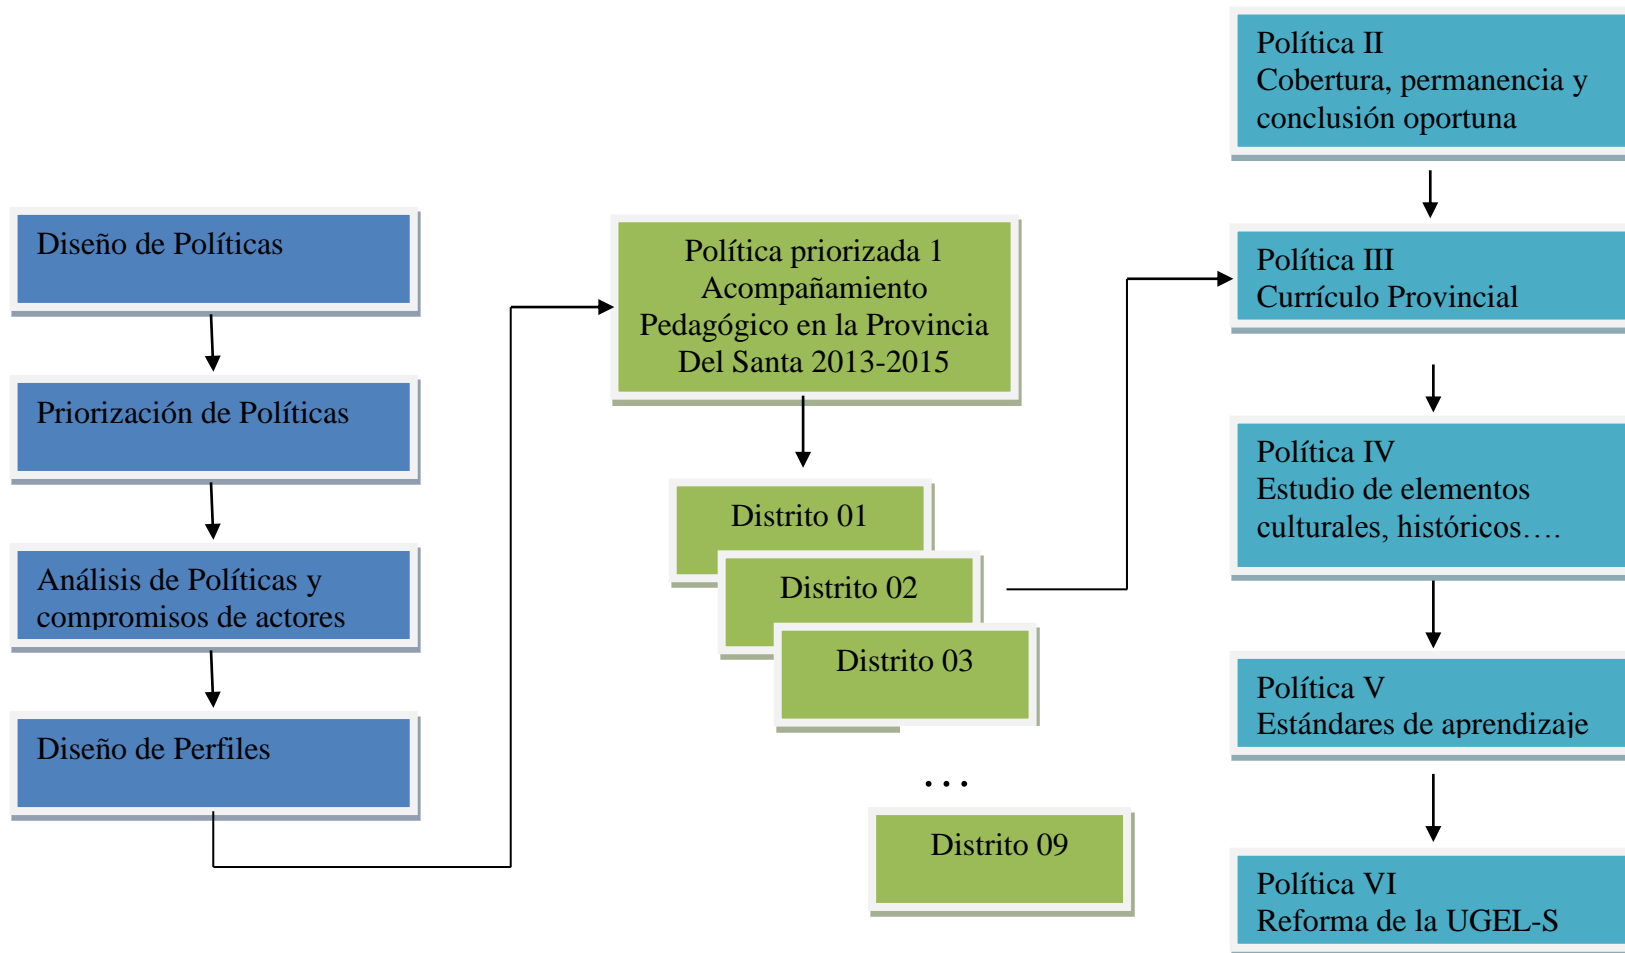 Diseño de Políticas
Priorización de Políticas
Análisis de Políticas y
compromisos de actores
Diseño de Perfiles
Política priorizada 1
Acompañamiento
Pedagógico en la Provincia
Del Santa 2013-2015
Distrito 01
Distrito 02
Distrito 03
...
Distrito 09
Política II
Cobertura, permanencia y
conclusión oportuna
Política III
Currículo Provincial
Política IV
Estudio de elementos
culturales, históricos….
Política V
Estándares de aprendizaje
Política VI
Reforma de la UGEL-S